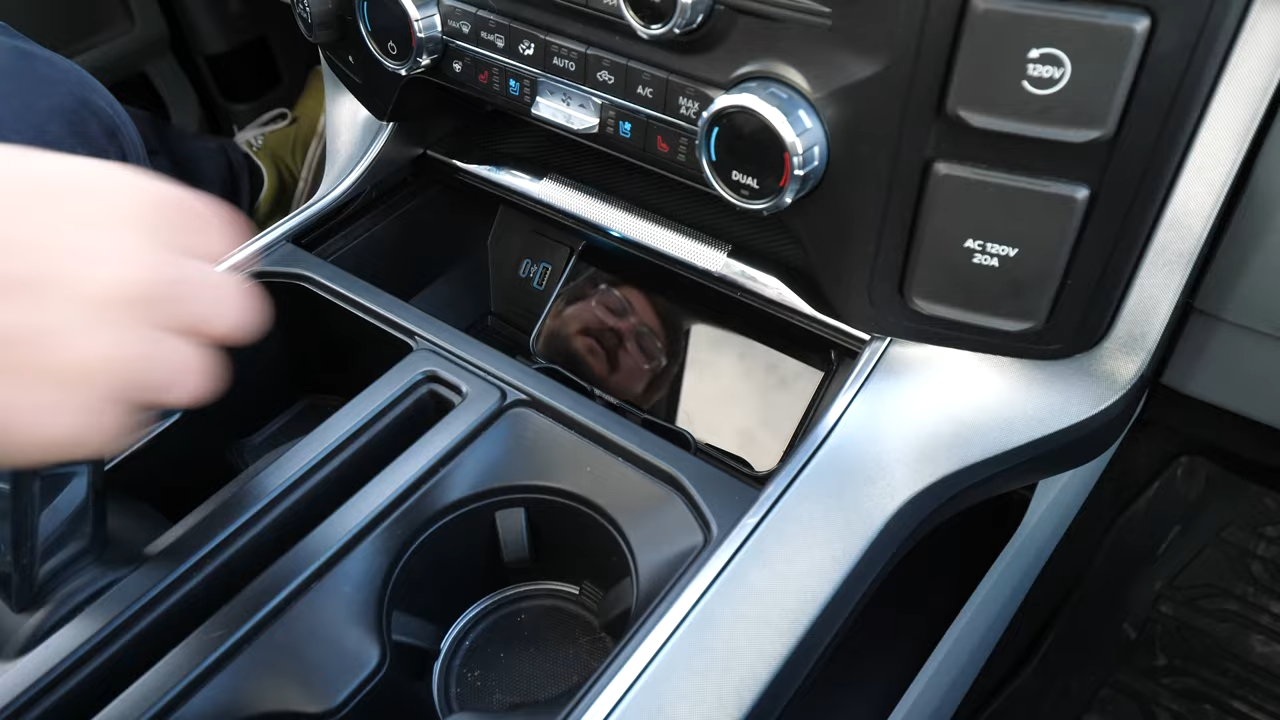 MAX
REAR
AUTO
A/C
MAX
A/C
DUAL
120V
AC 120V
20A